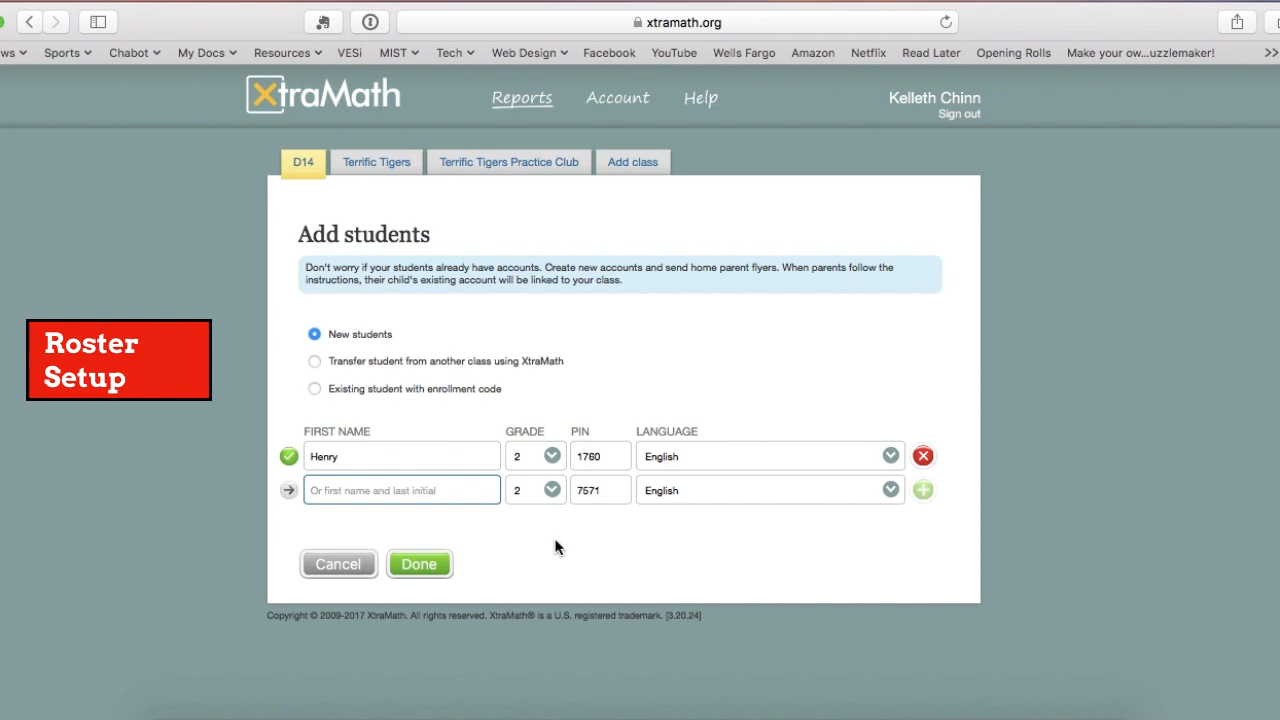 xtramath.org
ews Sports Chabot My Docs Resources VESi MIST Tech Web Design Facebook YouTube Wells Fargo Amazon Netflix Read Later Opening Rolls Make your ow...uzzlemaker! >>
XtraMath Reports Account Help Kelleth Chinn
Sign out
D14 Terrific Tigers Terrific Tigers Practice Club Add class
Add students
Don't worry if your students already have accounts. Create new accounts and send home parent flyers. When parents follow the
instructions, their child's existing account will be linked to your class.
Roster
Setup
New students
Transfer student from another class using XtraMath
Existing student with enrollment code
FIRST NAME GRADE PIN LANGUAGE
Henry 2 1760 English
Or first name and last initial 2 7571 English
Cancel Done
Copyright © 2009-2017 XtraMath. All rights reserved. XtraMath® is a U.S. registered trademark. [3.20.24]